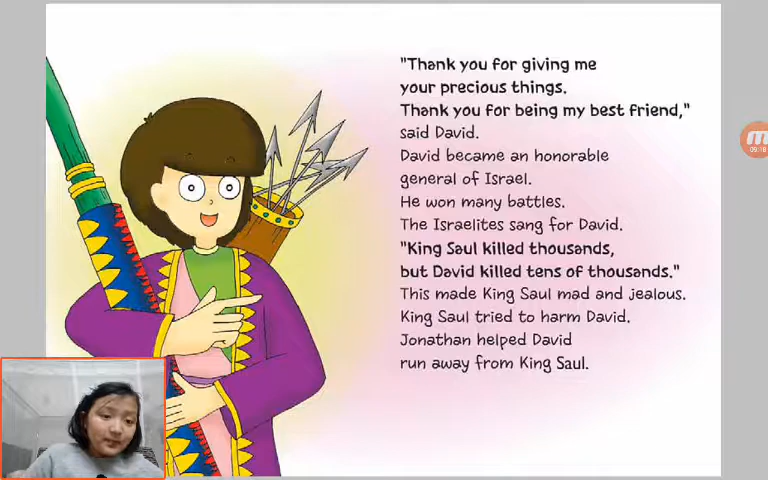 "Thank you for giving me
your precious things.
Thank you for being my best friend,"
said David.
David became an honorable
general of Israel.
He won many battles.
The Israelites sang for David.
"King Saul killed thousands,
but David killed tens of thousands."
This made King Saul mad and jealous.
King Saul tried to harm David.
Jonathan helped David
run away from King Saul.